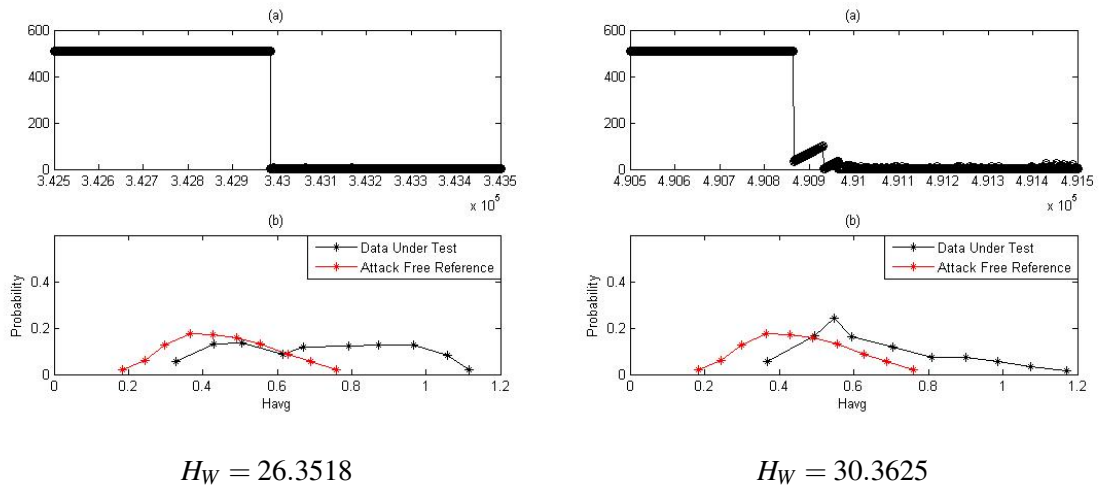 (a)
600
400
200
0
3.425 3.426 3.427 3.428 3.429 3.43 3.431 3.432 3.433 3.434 3.435
x 10^5
(b)
Probability
0.4
0.2
0
Data Under Test
Attack Free Reference
0 0.2 0.4 0.6 0.8 1 1.2
Havg
H_W = 26.3518
(a)
600
400
200
0
4.905 4.906 4.907 4.908 4.909 4.91 4.911 4.912 4.913 4.914 4.915
x 10^5
(b)
Probability
0.4
0.2
0
Data Under Test
Attack Free Reference
0 0.2 0.4 0.6 0.8 1 1.2
Havg
H_W = 30.3625